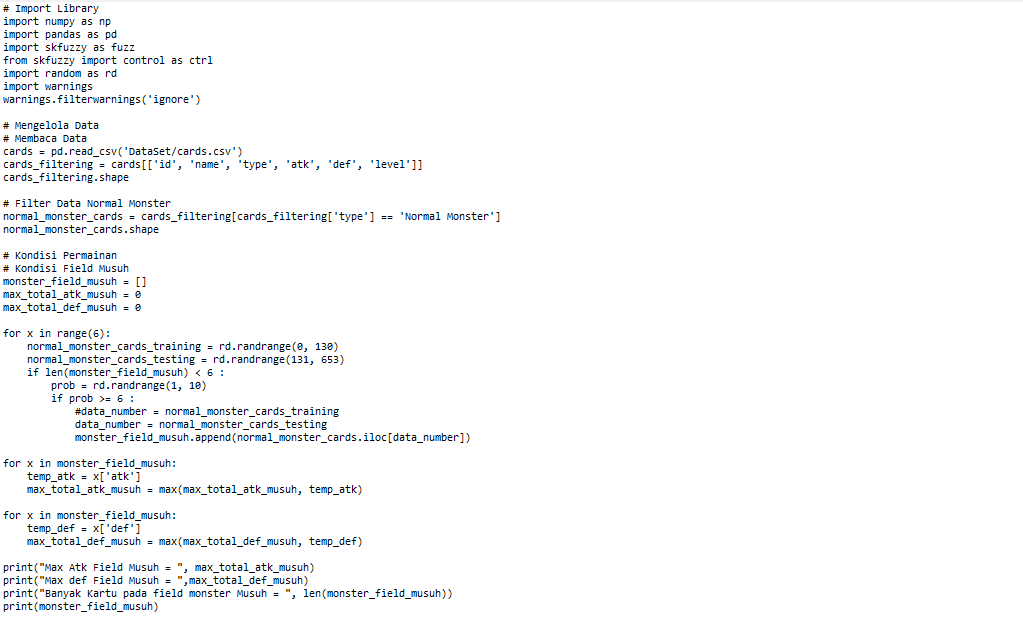 # Import Library
import numpy as np
import pandas as pd
import skfuzzy as fuzz
from skfuzzy import control as ctrl
import random as rd
import warnings
warnings.filterwarnings('ignore')

# Mengelola Data
# Membaca Data
cards = pd.read_csv('DataSet/cards.csv')
cards_filtering = cards[['id', 'name', 'type', 'atk', 'def', 'level']]
cards_filtering.shape

# Filter Data Normal Monster
normal_monster_cards = cards_filtering[cards_filtering['type'] == 'Normal Monster']
normal_monster_cards.shape

# Kondisi Permainan
# Kondisi Field Musuh
monster_field_musuh = []
max_total_atk_musuh = 0
max_total_def_musuh = 0

for x in range(6):
    normal_monster_cards_training = rd.randrange(0, 130)
    normal_monster_cards_testing = rd.randrange(131, 653)
    if len(monster_field_musuh) < 6 :
        prob = rd.randrange(1, 10)
        if prob >= 6 :
            #data_number = normal_monster_cards_training
            data_number = normal_monster_cards_testing
            monster_field_musuh.append(normal_monster_cards.iloc[data_number])

for x in monster_field_musuh:
    temp_atk = x['atk']
    max_total_atk_musuh = max(max_total_atk_musuh, temp_atk)

for x in monster_field_musuh:
    temp_def = x['def']
    max_total_def_musuh = max(max_total_def_musuh, temp_def)

print("Max Atk Field Musuh = ", max_total_atk_musuh)
print("Max def Field Musuh = ",max_total_def_musuh)
print("Banyak Kartu pada field monster Musuh = ", len(monster_field_musuh))
print(monster_field_musuh)